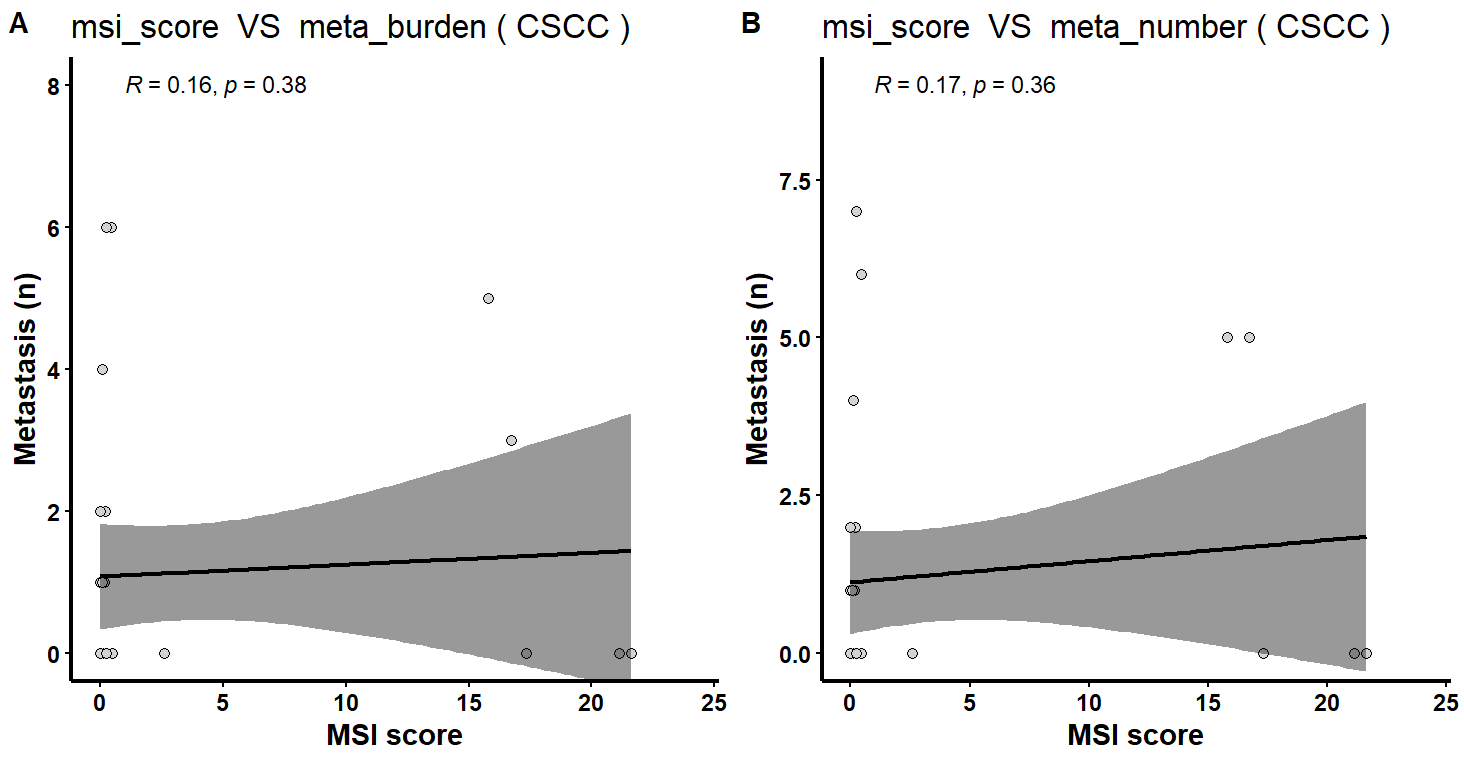 A
msi_score VS meta_burden ( CSCC )
R = 0.16, p = 0.38
8
6
4
2
0
Metastasis (n)
0 5 10 15 20 25
MSI score
B
msi_score VS meta_number ( CSCC )
R = 0.17, p = 0.36
7.5
5.0
2.5
0.0
Metastasis (n)
0 5 10 15 20 25
MSI score